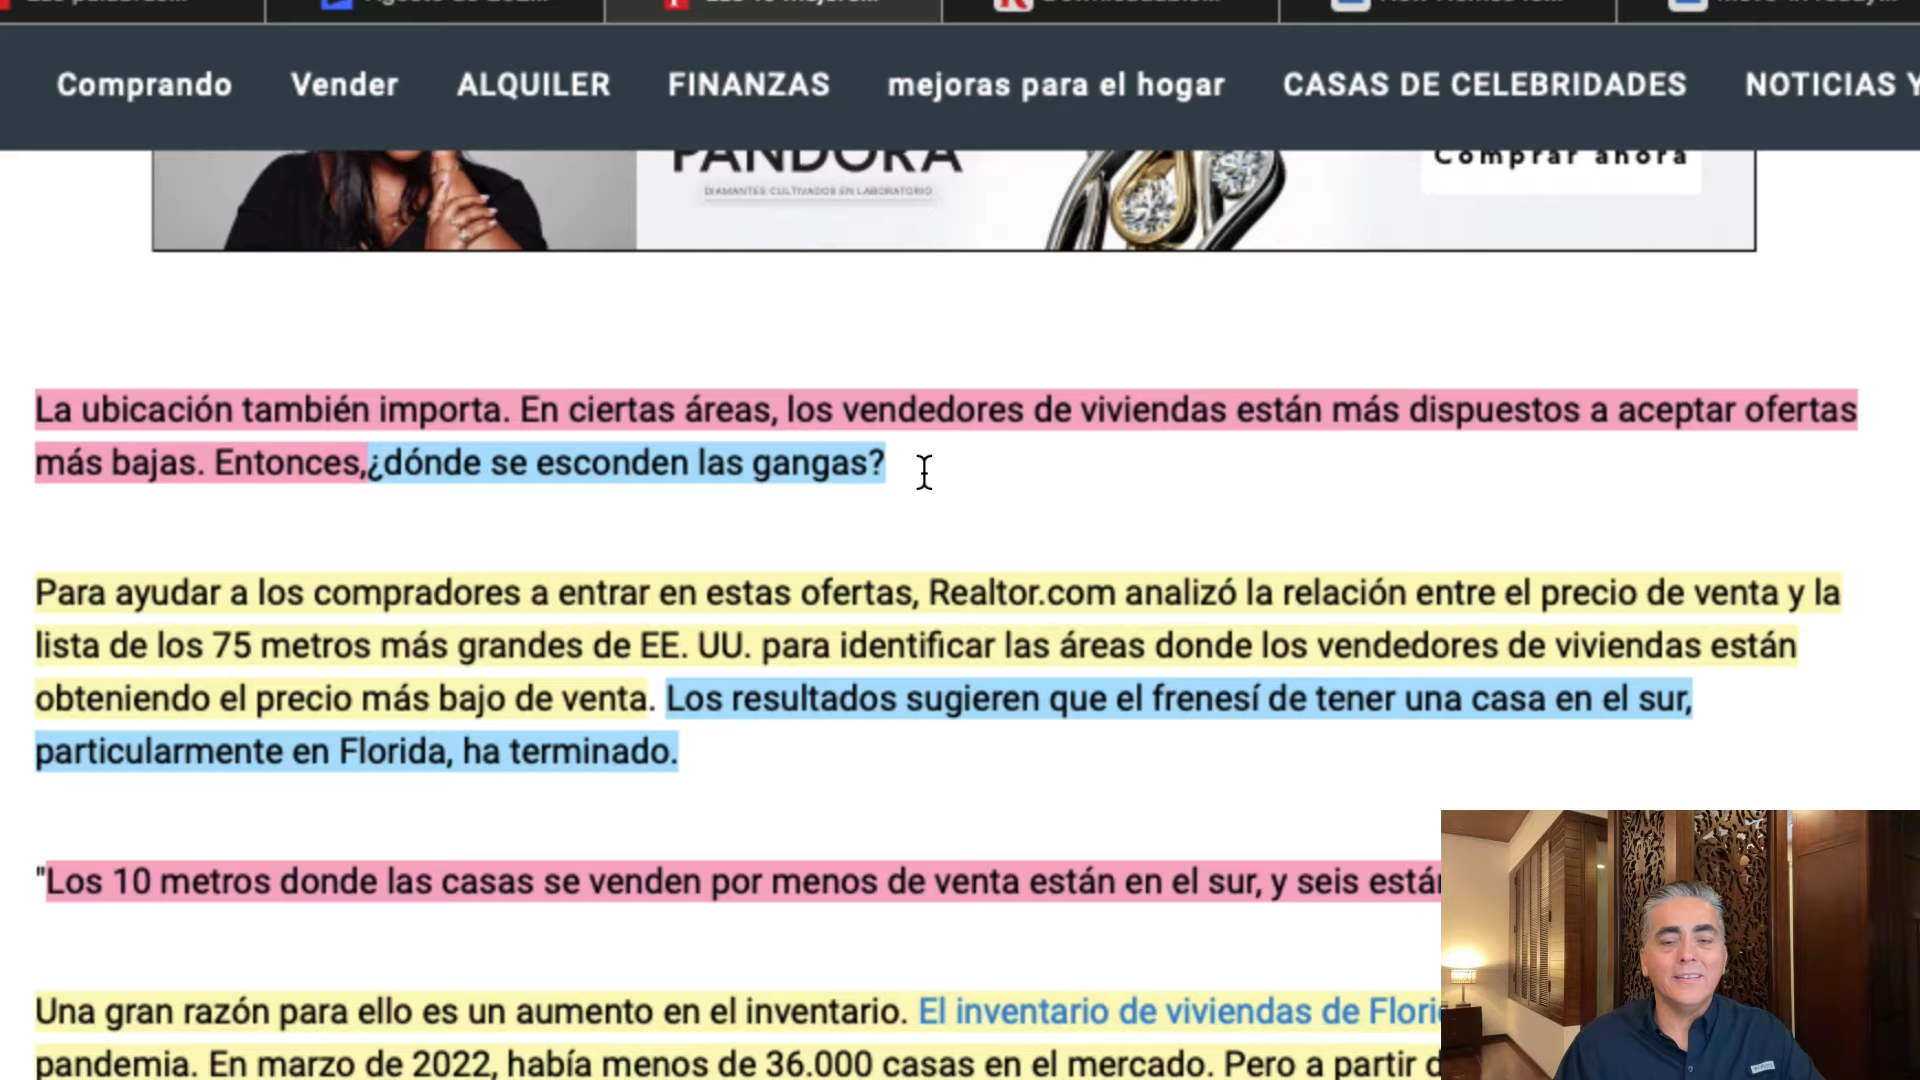 Comprando Vender ALQUILER FINANZAS mejoras para el hogar CASAS DE CELEBRIDADES NOTICIAS Y
PANDORA
DIAMANTES CULTIVADOS EN LABORATORIO
Comprar ahora
La ubicación también importa. En ciertas áreas, los vendedores de viviendas están más dispuestos a aceptar ofertas
más bajas. Entonces,¿dónde se esconden las gangas?
Para ayudar a los compradores a entrar en estas ofertas, Realtor.com analizó la relación entre el precio de venta y la
lista de los 75 metros más grandes de EE. UU. para identificar las áreas donde los vendedores de viviendas están
obteniendo el precio más bajo de venta. Los resultados sugieren que el frenesí de tener una casa en el sur,
particularmente en Florida, ha terminado.
"Los 10 metros donde las casas se venden por menos de venta están en el sur, y seis
Una gran razón para ello es un aumento en el inventario. El inventario de viviendas de
pandemia. En marzo de 2022, había menos de 36.000 casas en el mercado. Pero a partir